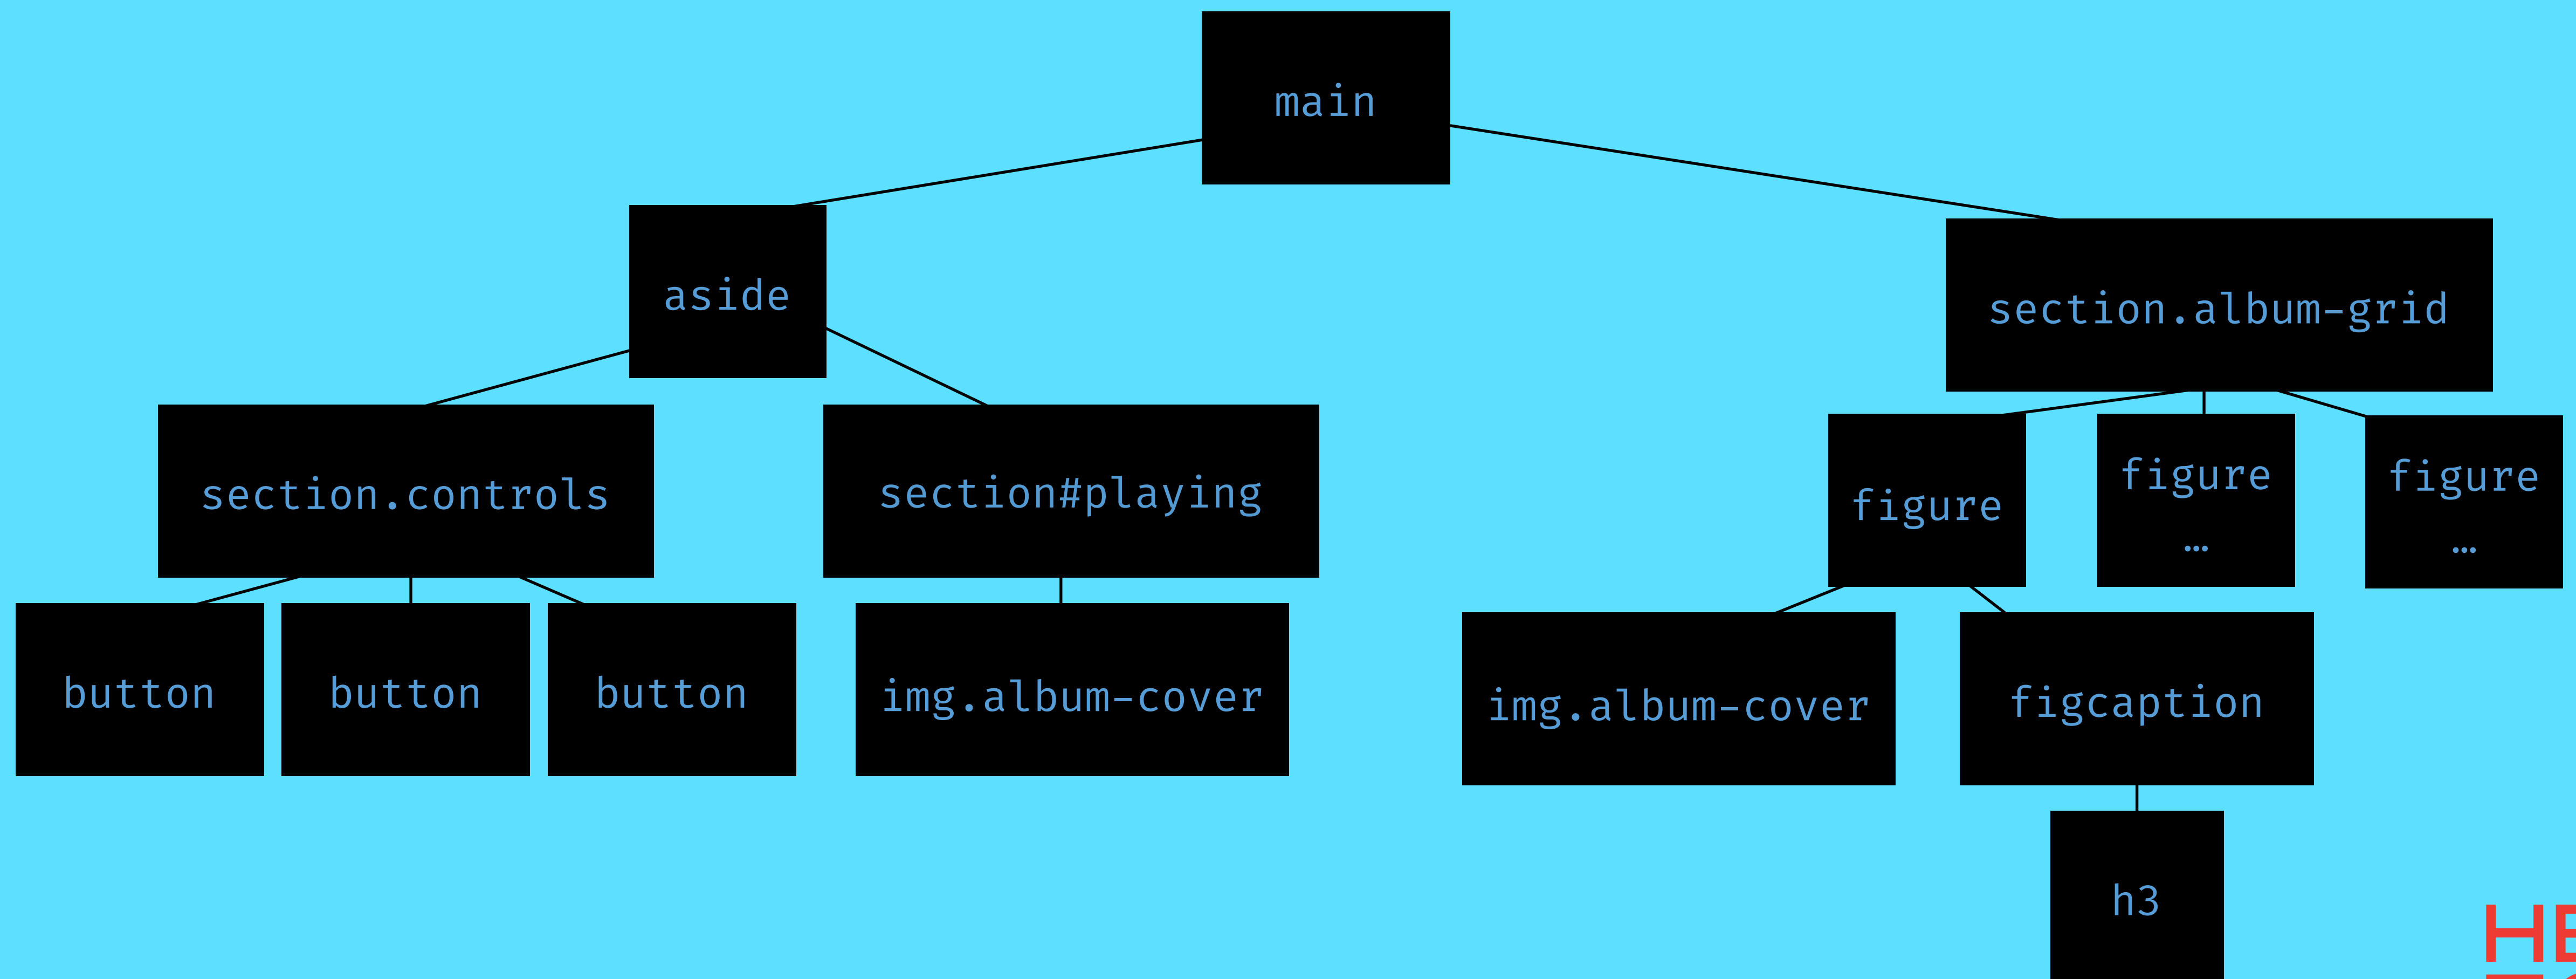 main
aside
section.album-grid
section.controls
section#playing
figure
figure
…
figure
…
button
button
button
img.album-cover
img.album-cover
figcaption
h3